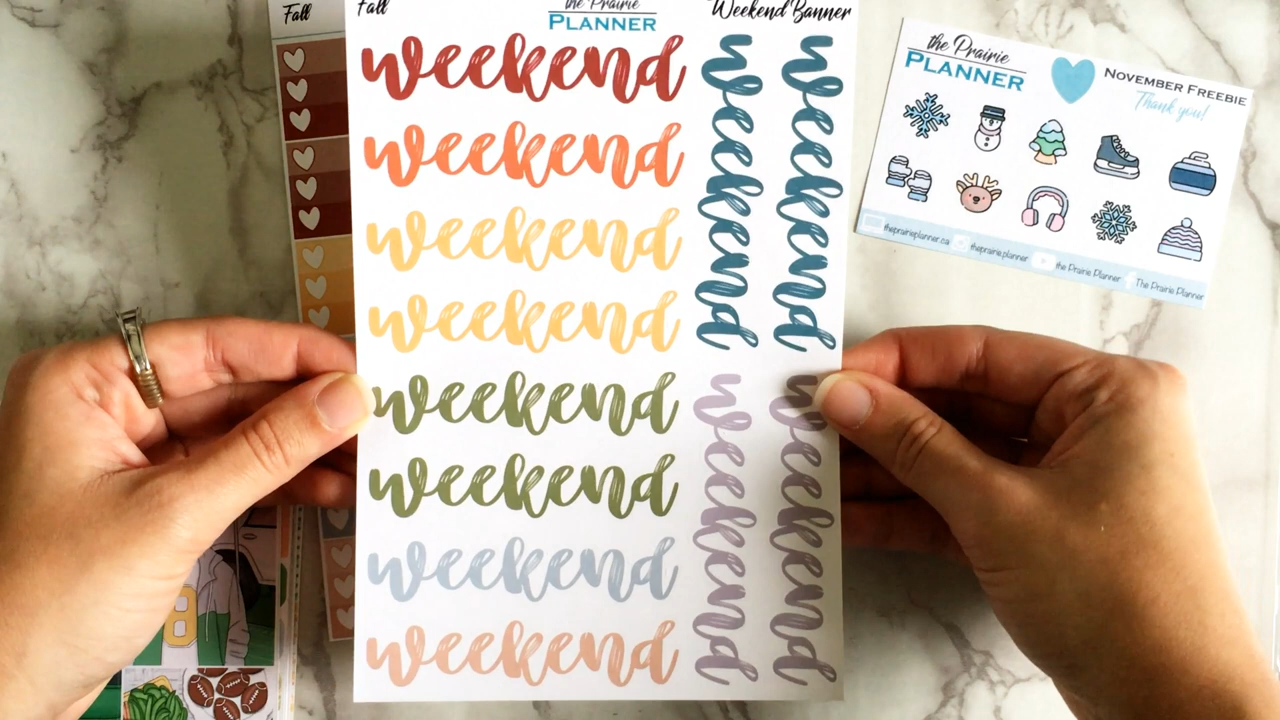 Fall
Fall
the Prairie
PLANNER
Weekend Banner
weekend
weekend
weekend
weekend
weekend
weekend
weekend
weekend
weekend
weekend
weekend
weekend
the Prairie
PLANNER
NOVEMBER FREEBIE
Thank you!
theprairieplanner.ca
theprairie.planner
the Prairie Planner
The Prairie Planner
8